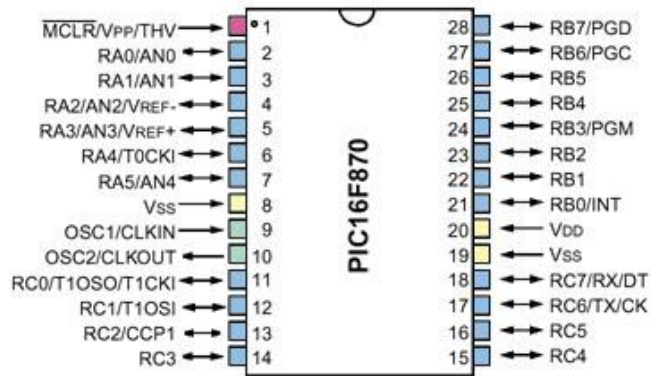 MCLR/VPP/THV 1 28 RB7/PGD
RA0/AN0 2 27 RB6/PGC
RA1/AN1 3 26 RB5
RA2/AN2/VREF- 4 25 RB4
RA3/AN3/VREF+ 5 24 RB3/PGM
RA4/T0CKI 6 23 RB2
RA5/AN4 7 22 RB1
VSS 8 21 RB0/INT
OSC1/CLKIN 9 20 VDD
OSC2/CLKOUT 10 19 VSS
RC0/T1OSO/T1CKI 11 18 RC7/RX/DT
RC1/T1OSI 12 17 RC6/TX/CK
RC2/CCP1 13 16 RC5
RC3 14 15 RC4
PIC16F870